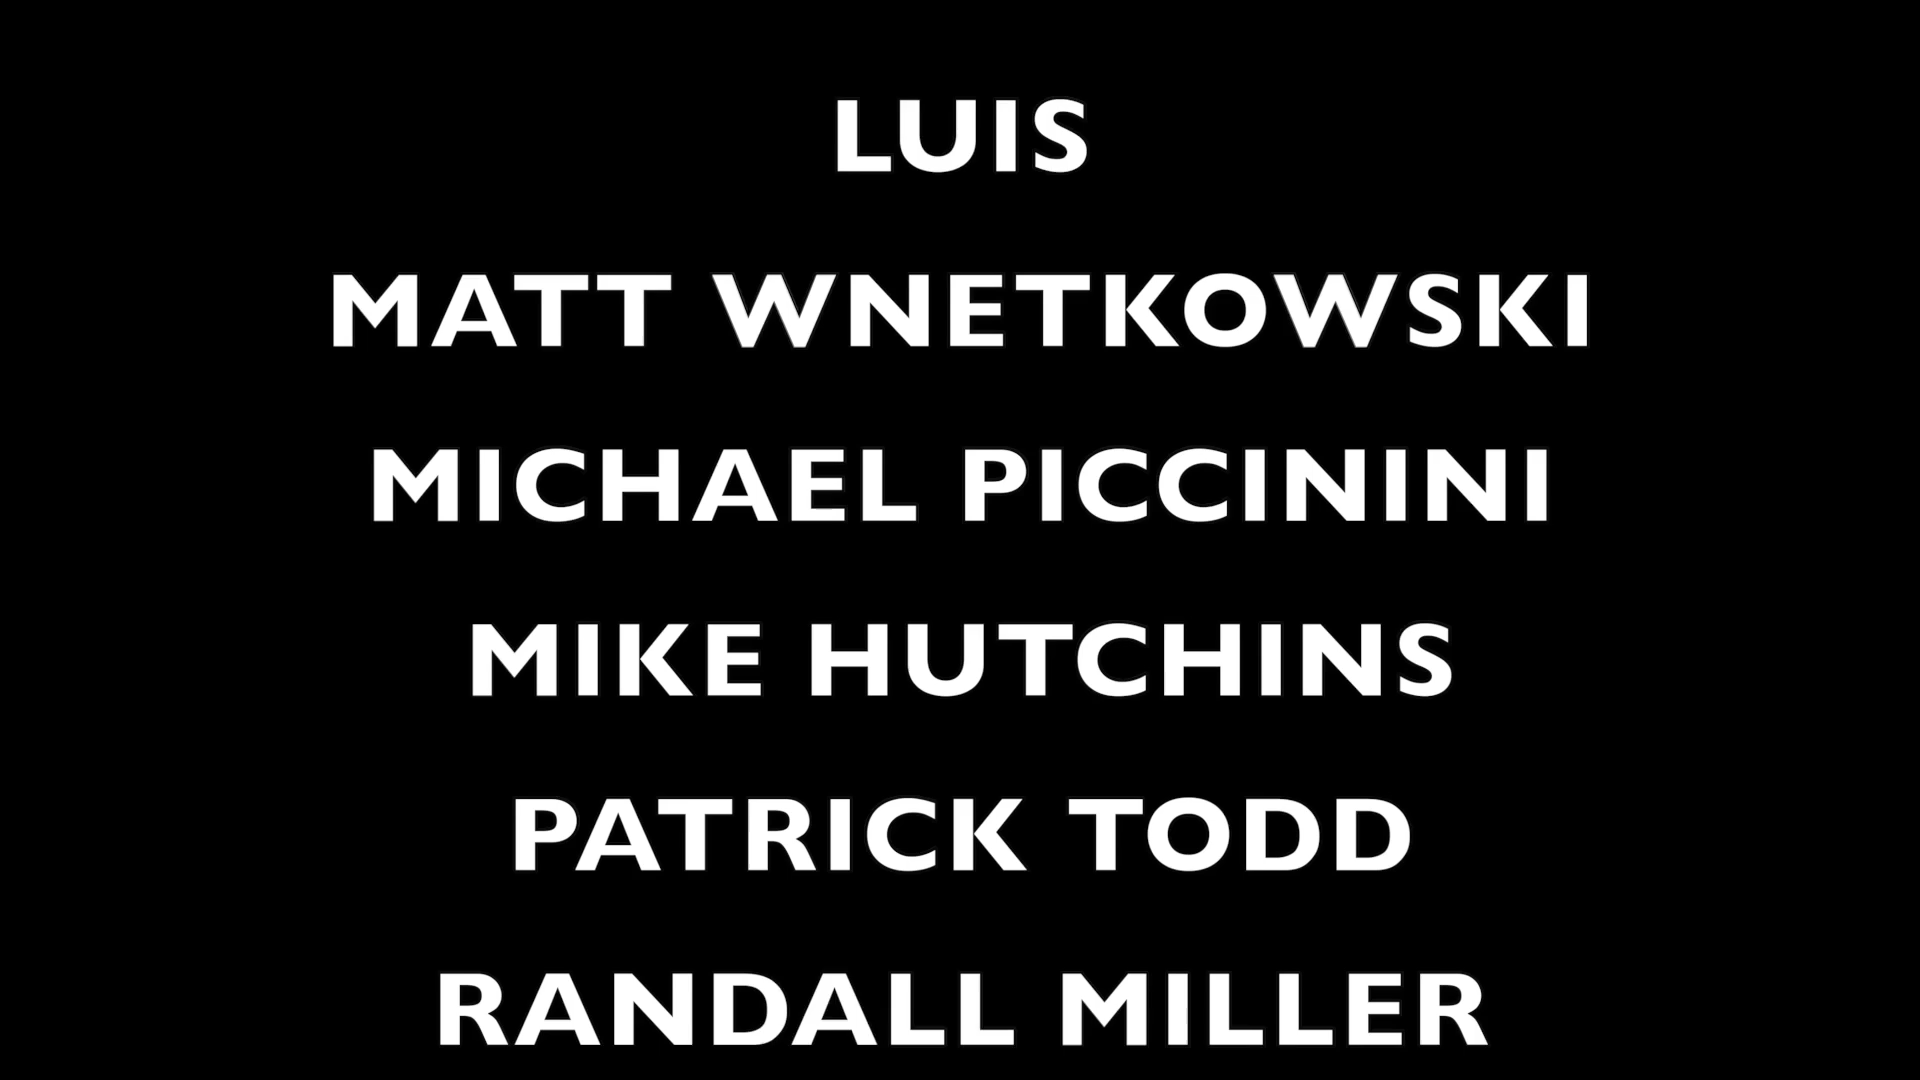 LUIS
MATT WNETKOWSKI
MICHAEL PICCININI
MIKE HUTCHINS
PATRICK TODD
RANDALL MILLER